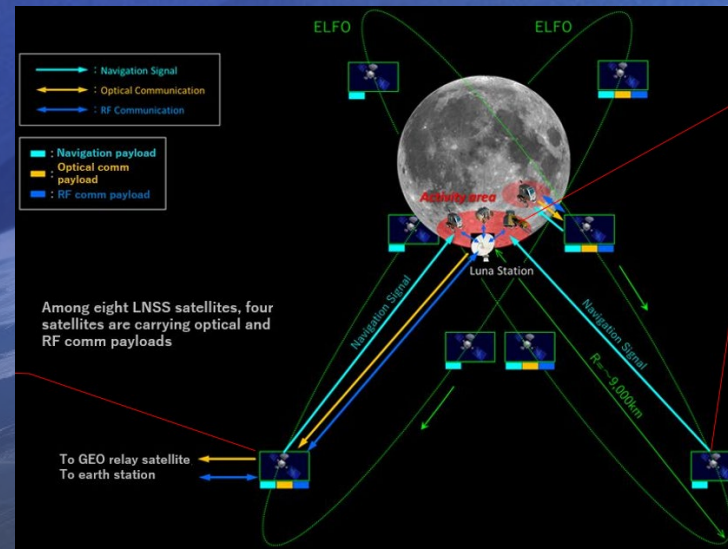 ELFO
ELFO
: Navigation Signal
: Optical Communication
: RF Communication
: Navigation payload
: Optical comm
payload
: RF comm payload
Activity area
Luna Station
Among eight LNSS satellites, four
satellites are carrying optical and
RF comm payloads
Navigation Signal
Navigation Signal
R=~9,000km
To GEO relay satellite
To earth station